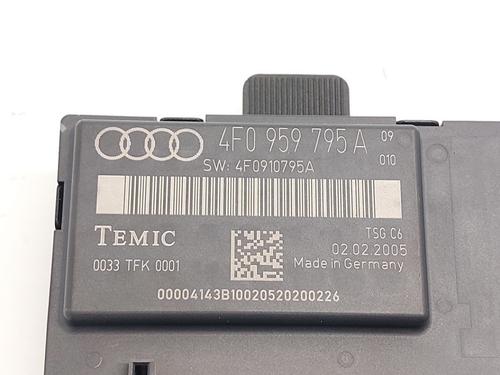 4F0 959 795 A 09
SW: 4F0910795A 010
TEMIC TSG C6
02.02.2005
0033 TFK 0001 Made in Germany
00004143B10020520200226